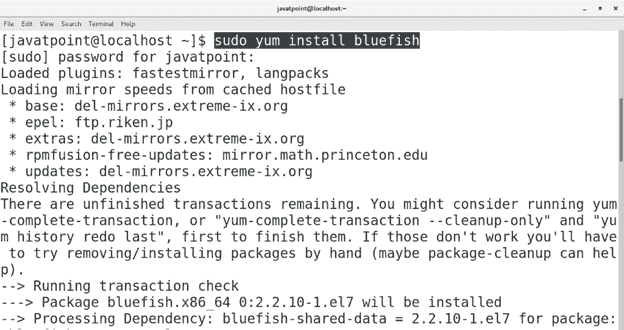 javatpoint@localhost:~
File Edit View Search Terminal Help
[javatpoint@localhost ~]$ sudo yum install bluefish
[sudo] password for javatpoint:
Loaded plugins: fastestmirror, langpacks
Loading mirror speeds from cached hostfile
 * base: del-mirrors.extreme-ix.org
 * epel: ftp.riken.jp
 * extras: del-mirrors.extreme-ix.org
 * rpmfusion-free-updates: mirror.math.princeton.edu
 * updates: del-mirrors.extreme-ix.org
Resolving Dependencies
There are unfinished transactions remaining. You might consider running yum
-complete-transaction, or "yum-complete-transaction --cleanup-only" and "yu
m history redo last", first to finish them. If those don't work you'll have
 to try removing/installing packages by hand (maybe package-cleanup can hel
p).
--> Running transaction check
---> Package bluefish.x86_64 0:2.2.10-1.el7 will be installed
--> Processing Dependency: bluefish-shared-data = 2.2.10-1.el7 for package: